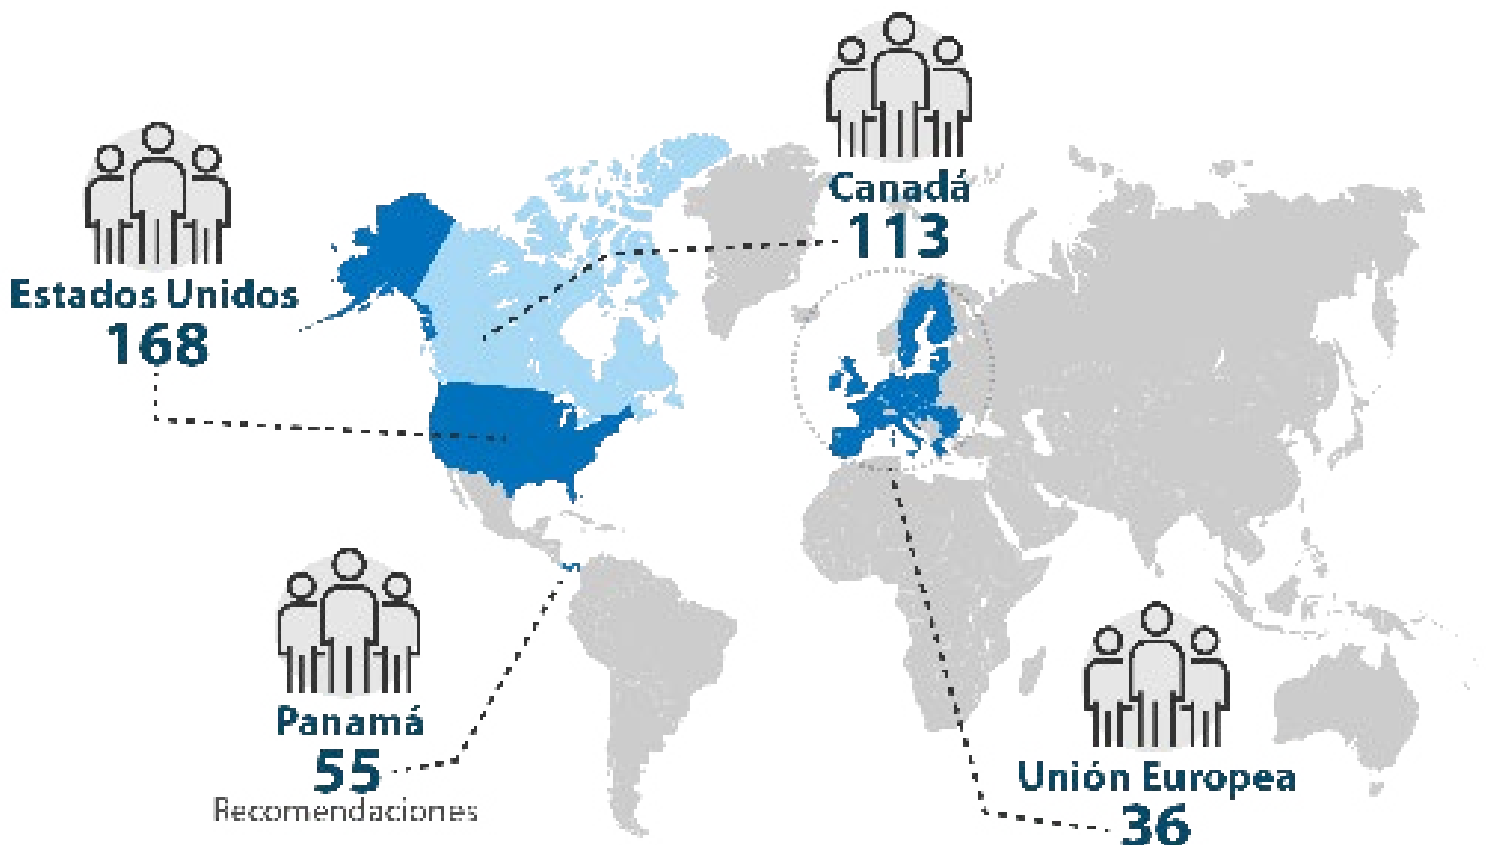 Canadá
113
Estados Unidos
168
Panamá
55
Recomendaciones
Unión Europea
36